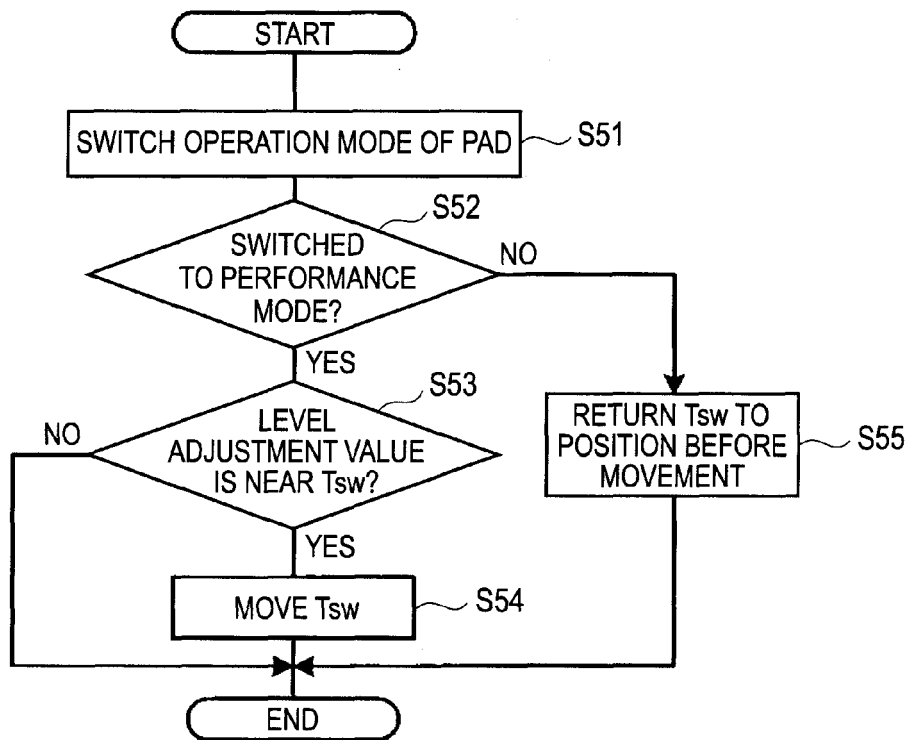 START
SWITCH OPERATION MODE OF PAD
S51
S52
SWITCHED
TO PERFORMANCE
MODE?
NO
YES
S53
LEVEL
ADJUSTMENT VALUE
IS NEAR Tsw?
NO
RETURN Tsw TO
POSITION BEFORE
MOVEMENT
S55
YES
MOVE Tsw
S54
END